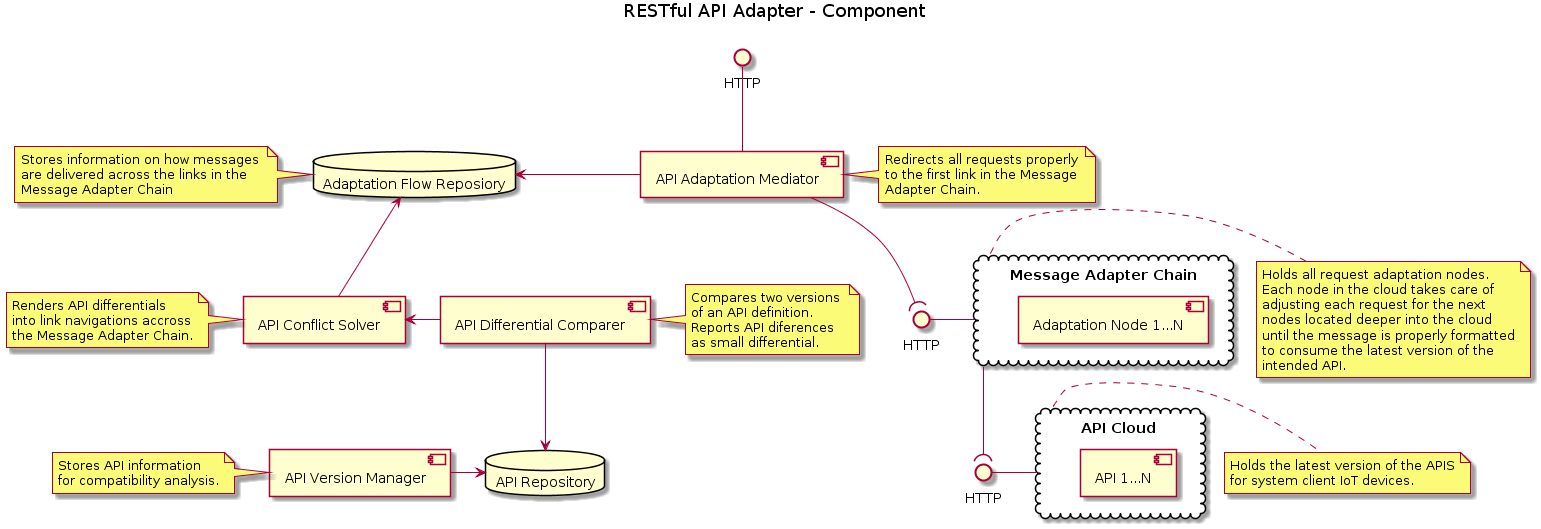 RESTful API Adapter - Component
HTTP
Stores information on how messages
are delivered across the links in the
Message Adapter Chain
Adaptation Flow Reposiory
API Adaptation Mediator
Redirects all requests properly
to the first link in the Message
Adapter Chain.
Message Adapter Chain
Adaptation Node 1...N
Holds all request adaptation nodes.
Each node in the cloud takes care of
adjusting each request for the next
nodes located deeper into the cloud
until the message is properly formatted
to consume the latest version of the
intended API.
Renders API differentials
into link navigations accross
the Message Adapter Chain.
API Conflict Solver
API Differential Comparer
Compares two versions
of an API definition.
Reports API diferences
as small differential.
HTTP
API Cloud
API 1...N
Stores API information
for compatibility analysis.
API Version Manager
API Repository
HTTP
Holds the latest version of the APIS
for system client IoT devices.